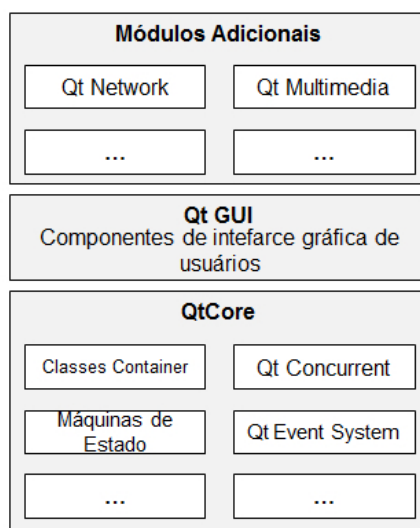 Módulos Adicionais
Qt Network
Qt Multimedia
...
...
Qt GUI
Componentes de intefarce gráfica de
usuários
QtCore
Classes Container
Qt Concurrent
Máquinas de
Estado
Qt Event System
...
...